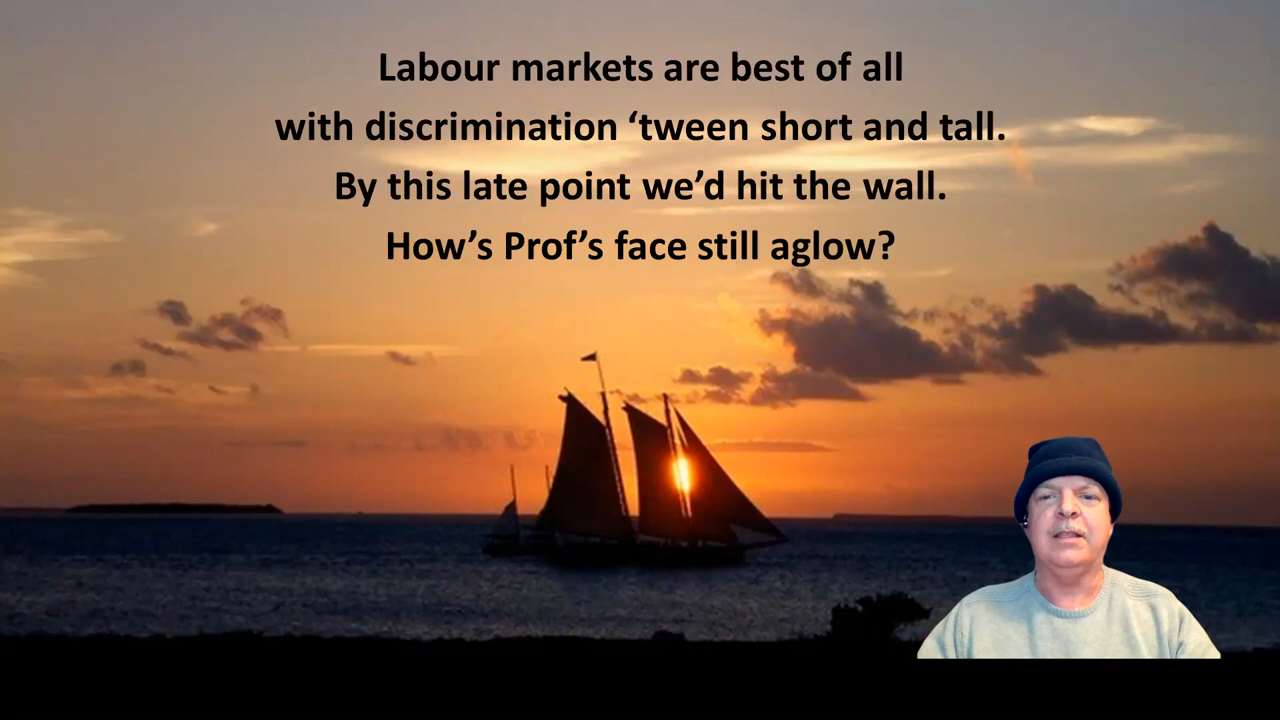 Labour markets are best of all
with discrimination ‘tween short and tall.
By this late point we’d hit the wall.
How’s Prof’s face still aglow?